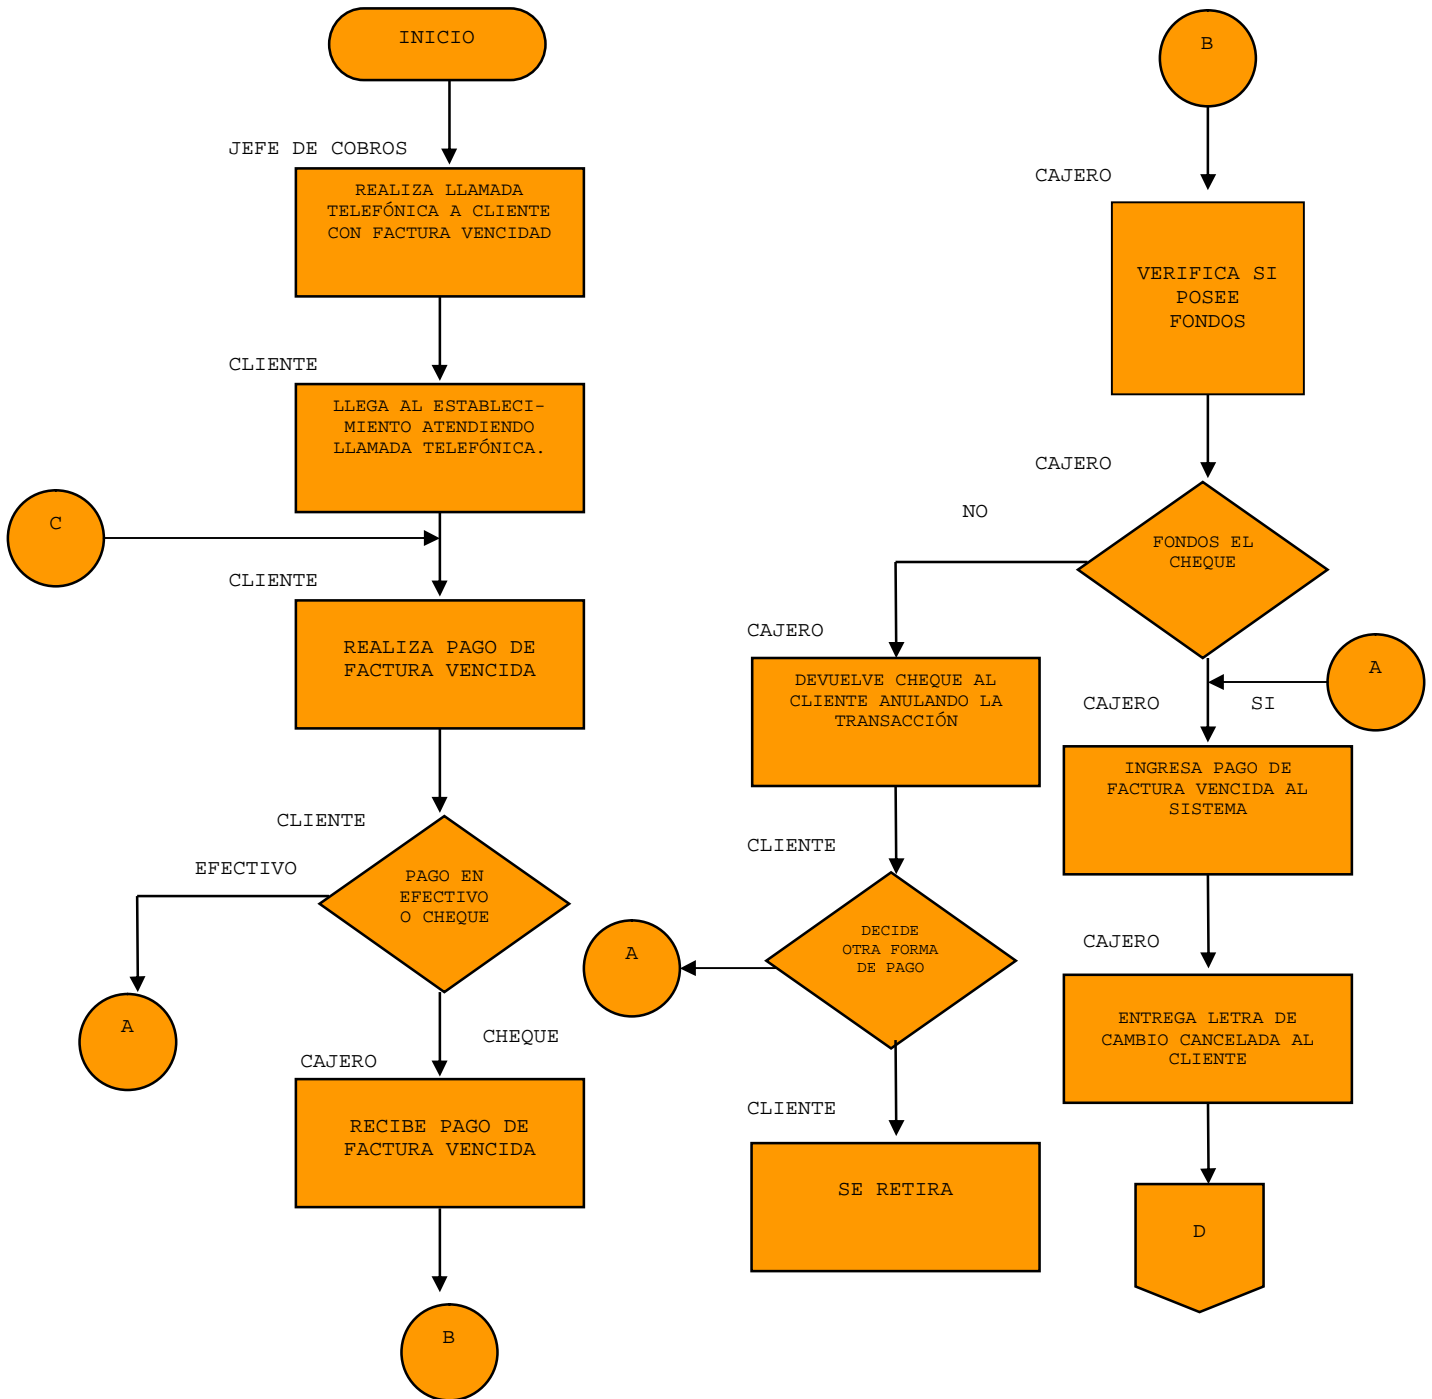 INICIO
JEFE DE COBROS
REALIZA LLAMADA
TELEFÓNICA A CLIENTE
CON FACTURA VENCIDAD
CLIENTE
LLEGA AL ESTABLECI-
MIENTO ATENDIENDO
LLAMADA TELEFÓNICA.
C
CLIENTE
REALIZA PAGO DE
FACTURA VENCIDA
CLIENTE
EFECTIVO
PAGO EN
EFECTIVO
O CHEQUE
A
CHEQUE
CAJERO
RECIBE PAGO DE
FACTURA VENCIDA
B
B
CAJERO
VERIFICA SI
POSEE
FONDOS
CAJERO
NO
FONDOS EL
CHEQUE
CAJERO
DEVUELVE CHEQUE AL
CLIENTE ANULANDO LA
TRANSACCIÓN
CLIENTE
DECIDE
OTRA FORMA
DE PAGO
A
CLIENTE
SE RETIRA
A
CAJERO
SI
INGRESA PAGO DE
FACTURA VENCIDA AL
SISTEMA
CAJERO
ENTREGA LETRA DE
CAMBIO CANCELADA AL
CLIENTE
D